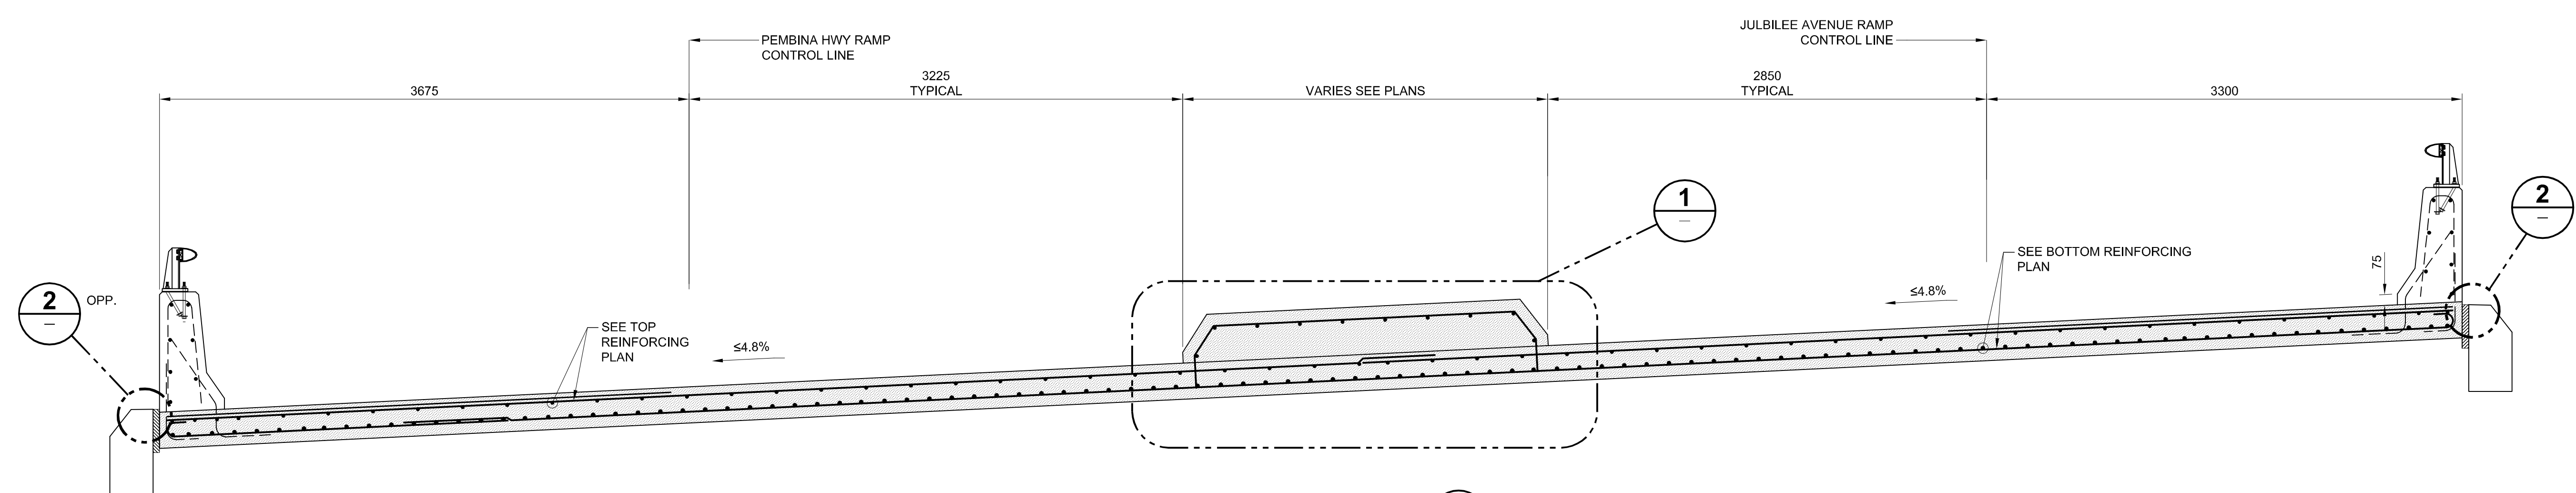 JULBILEE AVENUE RAMP
CONTROL LINE
PEMBINA HWY RAMP
CONTROL LINE
3675
3225
TYPICAL
VARIES SEE PLANS
2850
TYPICAL
3300
1
–
2
–
2
–
OPP.
SEE TOP
REINFORCING
PLAN
≤4.8%
≤4.8%
SEE BOTTOM REINFORCING
PLAN
75